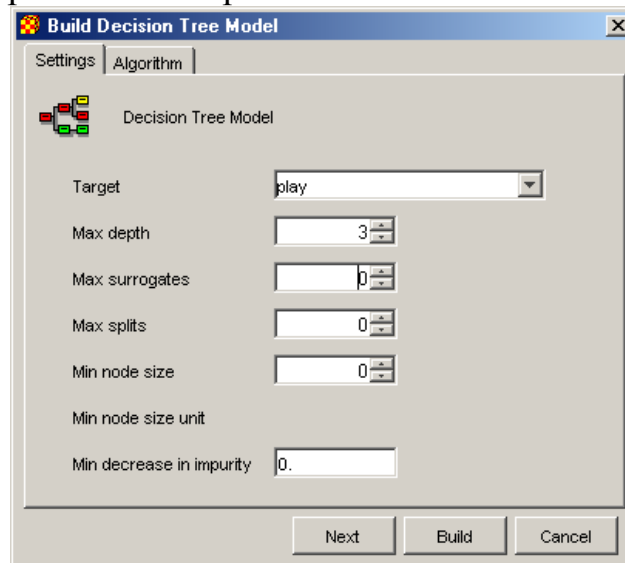 Build Decision Tree Model
Settings Algorithm
Decision Tree Model
Target play
Max depth 3
Max surrogates 0
Max splits 0
Min node size 0
Min node size unit
Min decrease in impurity 0.
Next Build Cancel